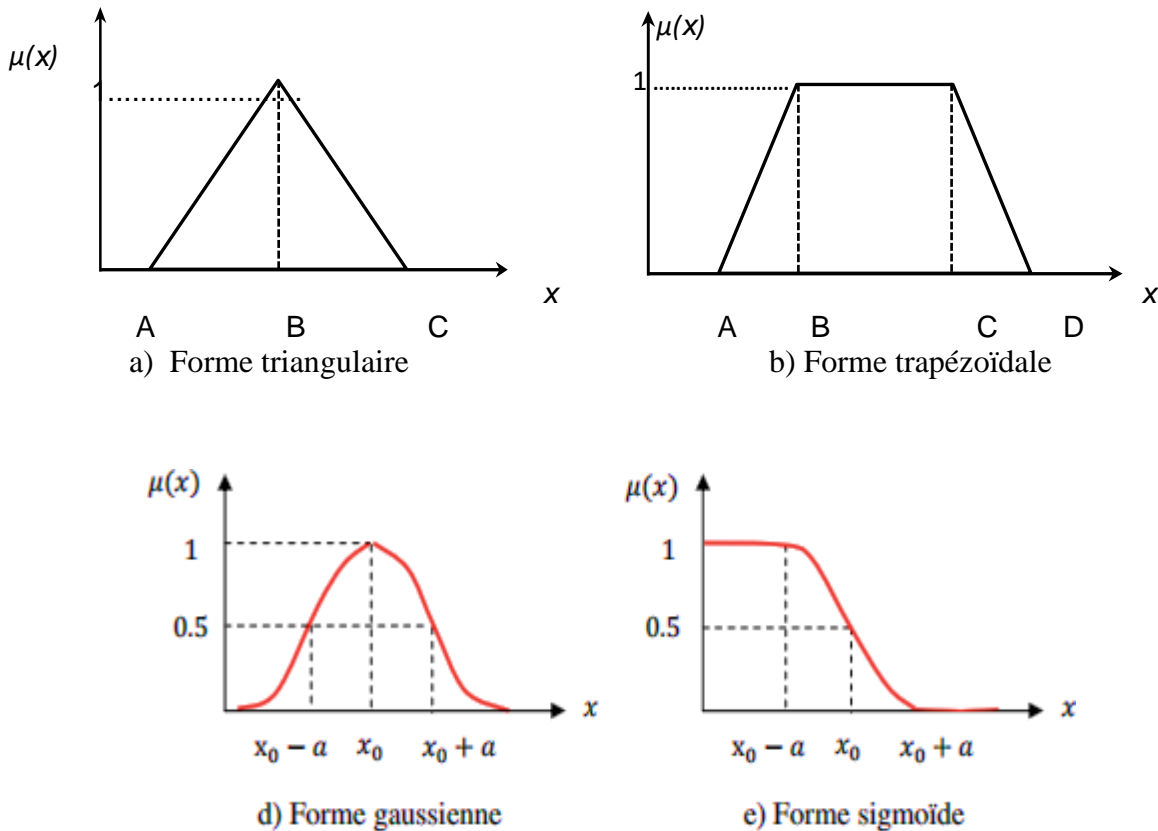 μ(x)
x
A B C
a) Forme triangulaire
μ(x)
1
x
A B C D
b) Forme trapézoïdale
μ(x)
1
0.5
x
x₀ − a x₀ x₀ + a
d) Forme gaussienne
μ(x)
1
0.5
x
x₀ − a x₀ x₀ + a
e) Forme sigmoïde